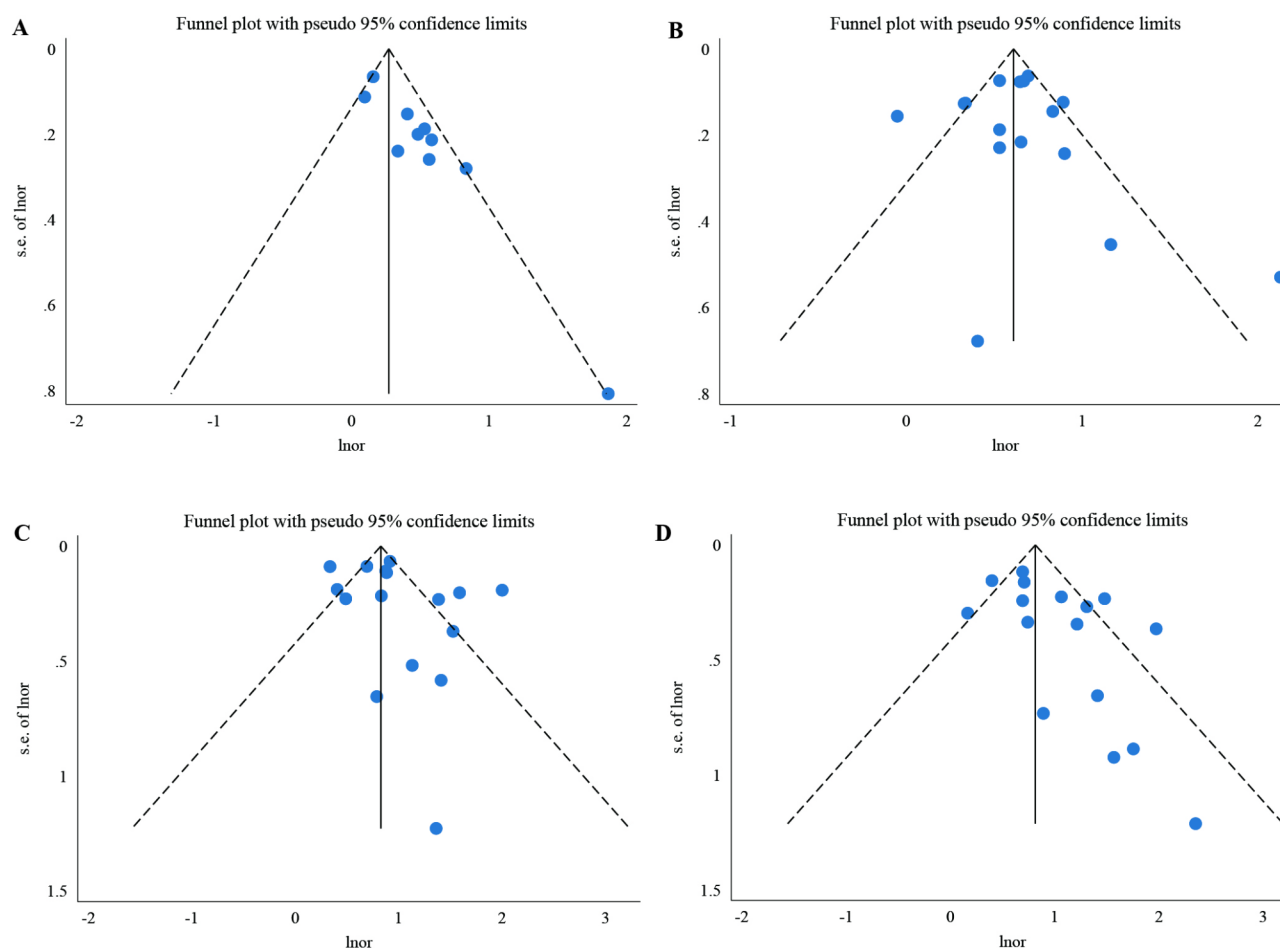 A
Funnel plot with pseudo 95% confidence limits
0
.2
.4
.6
.8
s.e. of lnor
-2 -1 0 1 2
lnor
B
Funnel plot with pseudo 95% confidence limits
0
.2
.4
.6
.8
s.e. of lnor
-1 0 1 2
lnor
C
Funnel plot with pseudo 95% confidence limits
0
.5
1
1.5
s.e. of lnor
-2 -1 0 1 2 3
lnor
D
Funnel plot with pseudo 95% confidence limits
0
.5
1
1.5
s.e. of lnor
-2 -1 0 1 2 3
lnor